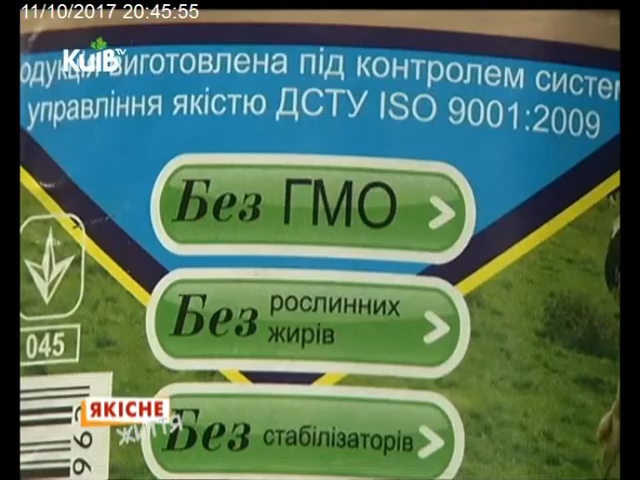 11/10/2017 20:45:55
КиїВ TV
одукція виготовлена під контролем систем
управління якістю ДСТУ ISO 9001:2009
Без ГМО
Без рослинних
жирів
045
Без стабілізаторів
ЯКІСНЕ
ЖИТТЯ